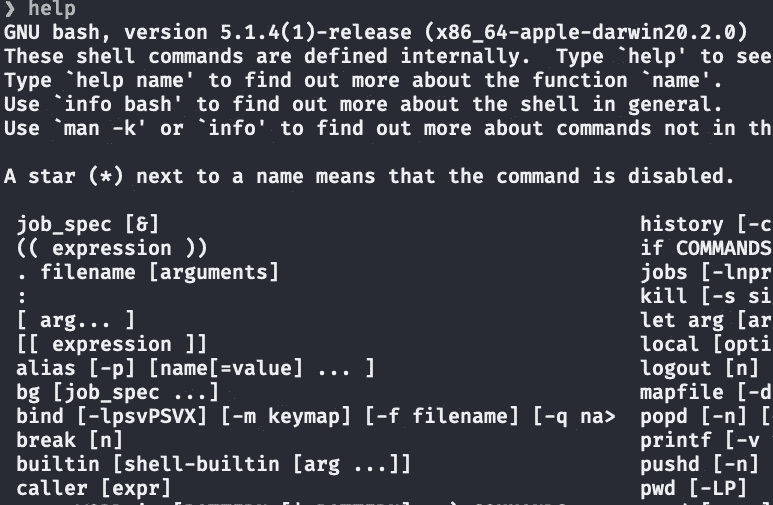 ❯ help
GNU bash, version 5.1.4(1)-release (x86_64-apple-darwin20.2.0)
These shell commands are defined internally.  Type `help' to see
Type `help name' to find out more about the function `name'.
Use `info bash' to find out more about the shell in general.
Use `man -k' or `info' to find out more about commands not in th
A star (*) next to a name means that the command is disabled.
job_spec [&] history [-c
(( expression )) if COMMANDS
. filename [arguments] jobs [-lnpr
: kill [-s si
[ arg... ] let arg [ar
[[ expression ]] local [opti
alias [-p] [name[=value] ... ] logout [n]
bg [job_spec ...] mapfile [-d
bind [-lpsvPSVX] [-m keymap] [-f filename] [-q na> popd [-n] [
break [n] printf [-v
builtin [shell-builtin [arg ...]] pushd [-n]
caller [expr] pwd [-LP]